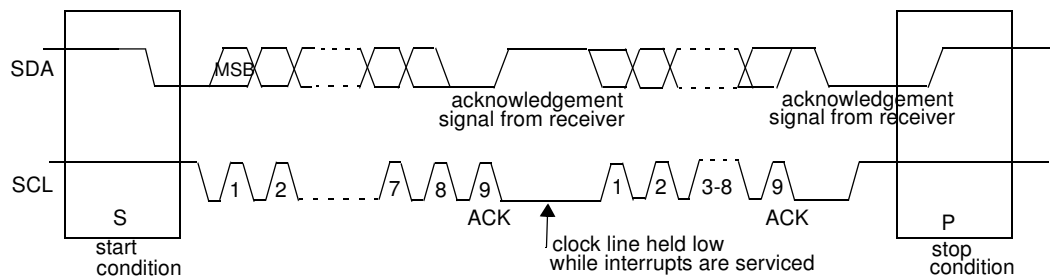 SDA
MSB
acknowledgement
signal from receiver
acknowledgement
signal from receiver
SCL
1 2 7 8 9 1 2 3-8 9
S ACK ACK P
start
condition
clock line held low
while interrupts are serviced
stop
condition